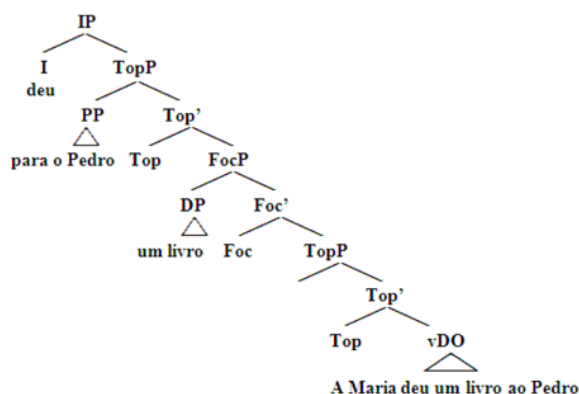 IP
I TopP
deu
PP Top’
para o Pedro Top FocP
DP Foc’
um livro Foc TopP
Top’
Top vDO
A Maria deu um livro ao Pedro